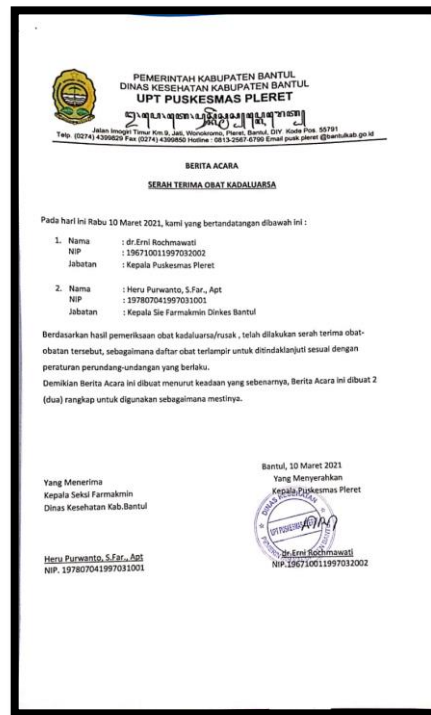 PEMERINTAH KABUPATEN BANTUL
DINAS KESEHATAN KABUPATEN BANTUL
UPT PUSKESMAS PLERET
Jalan Imogiri Timur Km.9, Jati, Wonokromo, Pleret, Bantul, DIY. Kode Pos. 55791
Telp. (0274) 4399829 Fax (0274) 4399850 Hotline : 0813-2567-6799 Email pusk.pleret@bantulkab.go.id
BERITA ACARA
SERAH TERIMA OBAT KADALUARSA
Pada hari ini Rabu 10 Maret 2021, kami yang bertandatangan dibawah ini :
1. Nama : dr.Erni Rochmawati
NIP : 196710011997032002
Jabatan : Kepala Puskesmas Pleret
2. Nama : Heru Purwanto, S.Far., Apt
NIP : 197807041997031001
Jabatan : Kepala Sie Farmakmin Dinkes Bantul
Berdasarkan hasil pemeriksaan obat kadaluarsa/rusak , telah dilakukan serah terima obat-
obatan tersebut, sebagaimana daftar obat terlampir untuk ditindaklanjuti sesuai dengan
peraturan perundang-undangan yang berlaku.
Demikian Berita Acara ini dibuat menurut keadaan yang sebenarnya, Berita Acara ini dibuat 2
(dua) rangkap untuk digunakan sebagaimana mestinya.
Bantul, 10 Maret 2021
Yang Menyerahkan
Kepala Puskesmas Pleret
Yang Menerima
Kepala Seksi Farmakmin
Dinas Kesehatan Kab.Bantul
DINAS KESEHATAN
UPT PUSKESMAS
dr.Erni Rochmawati
NIP.196710011997032002
Heru Purwanto, S.Far., Apt
NIP. 197807041997031001